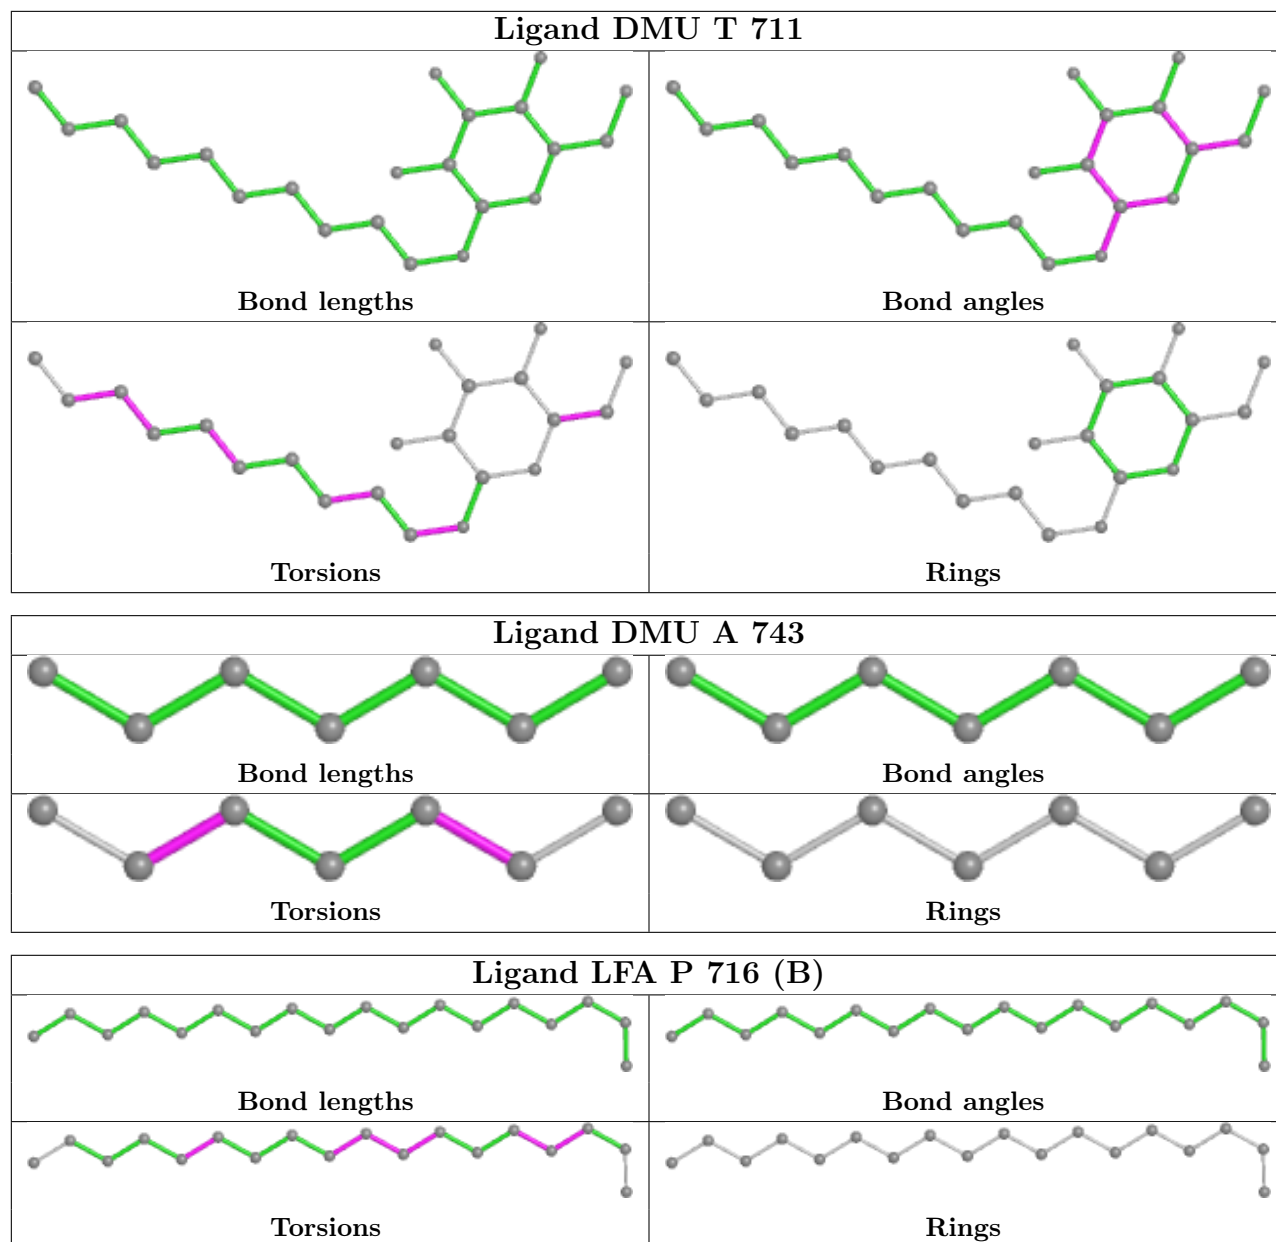 Ligand DMU T 711
Bond lengths
Bond angles
Torsions
Rings
Ligand DMU A 743
Bond lengths
Bond angles
Torsions
Rings
Ligand LFA P 716 (B)
Bond lengths
Bond angles
Torsions
Rings